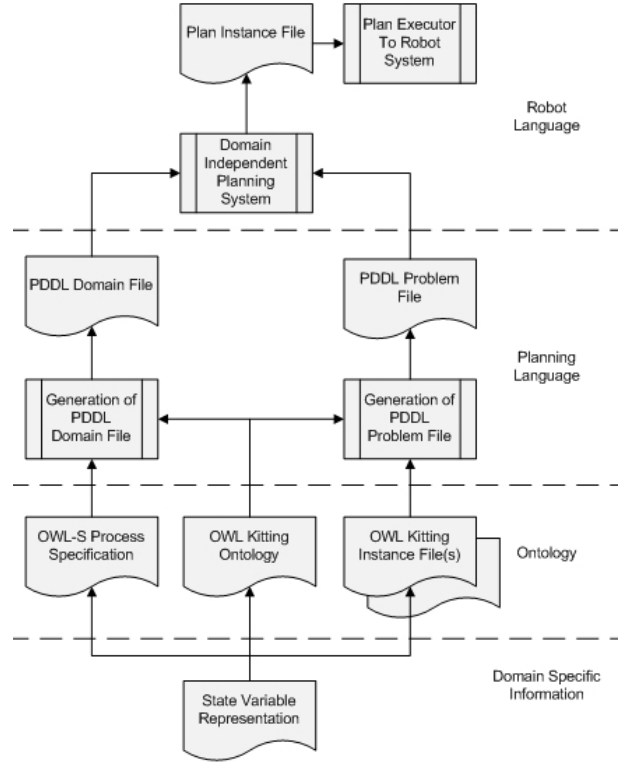 Plan Instance File
Plan Executor
To Robot
System
Robot
Language
Domain
Independent
Planning
System
PDDL Domain File
PDDL Problem
File
Planning
Language
Generation of
PDDL
Domain File
Generation of
PDDL
Problem File
OWL-S Process
Specification
OWL Kitting
Ontology
OWL Kitting
Instance File(s)
Ontology
Domain Specific
Information
State Variable
Representation